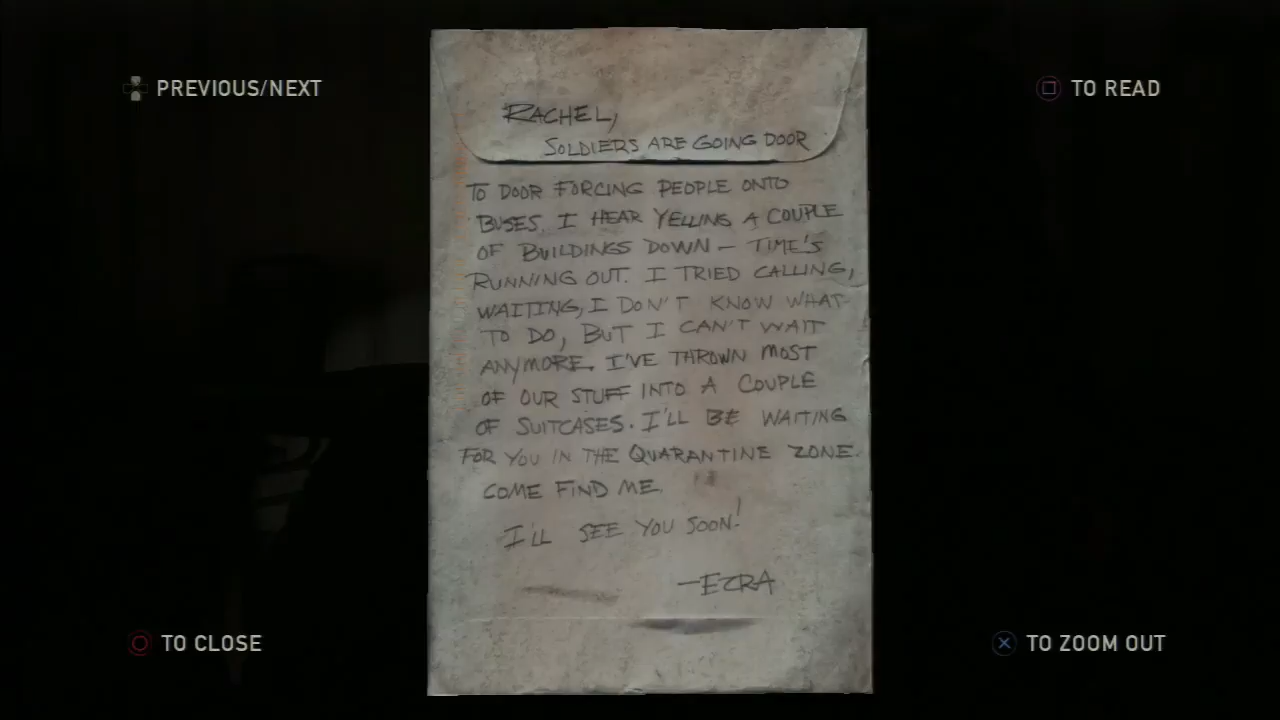 PREVIOUS/NEXT
TO READ
RACHEL,
SOLDIERS ARE GOING DOOR
TO DOOR FORCING PEOPLE ONTO
BUSES. I HEAR YELLING A COUPLE
OF BUILDINGS DOWN — TIME'S
RUNNING OUT. I TRIED CALLING,
WAITING, I DON'T KNOW WHAT
TO DO, BUT I CAN'T WAIT
ANYMORE. I'VE THROWN MOST
OF OUR STUFF INTO A COUPLE
OF SUITCASES. I'LL BE WAITING
FOR YOU IN THE QUARANTINE ZONE.
COME FIND ME.
I'LL SEE YOU SOON!
—EZRA
TO CLOSE
TO ZOOM OUT